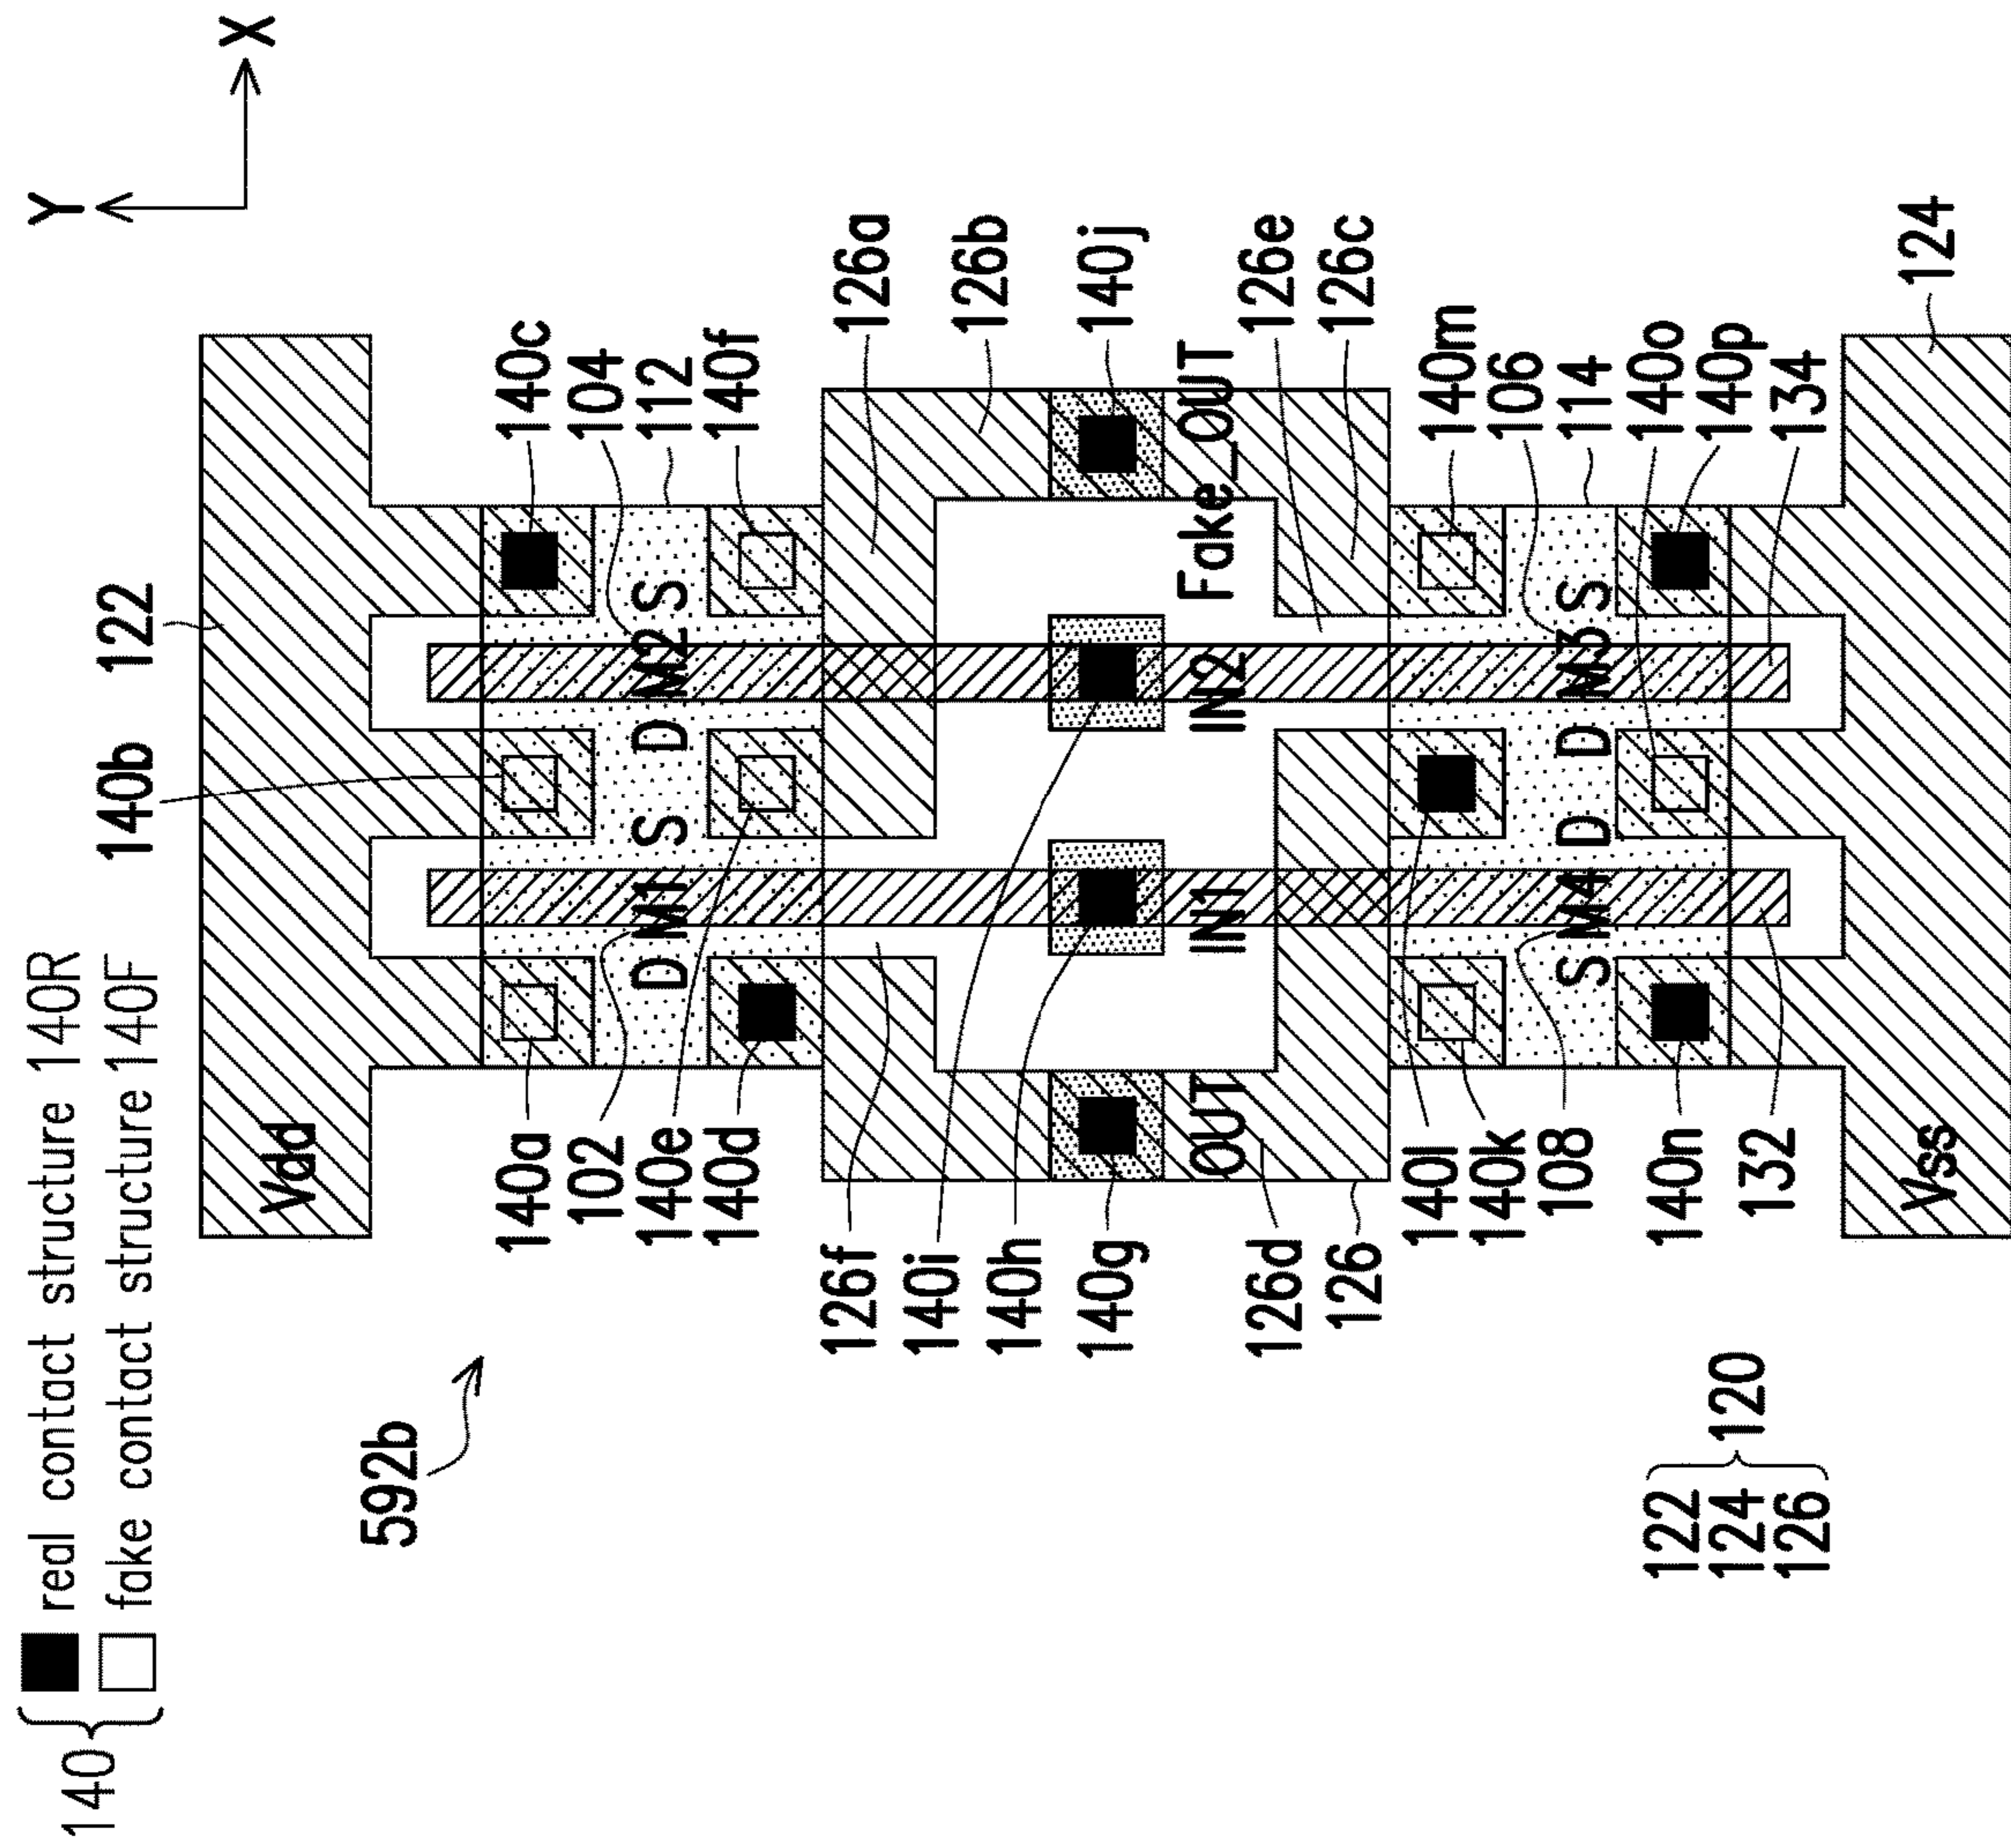 140
real contact structure 140R
fake contact structure 140F
Y
X
592b
140b
122
Vdd
140a
102
140e
140d
140c
104
112
140f
D M1 S D M2 S
126f
140i
140h
140g
126d
126
126a
126b
140j
126e
126c
OUT
IN1
IN2
Fake_OUT
140l
140k
108
140n
132
140m
106
114
140o
140p
134
S M4 D D M3 S
122
124
126
120
Vss
124